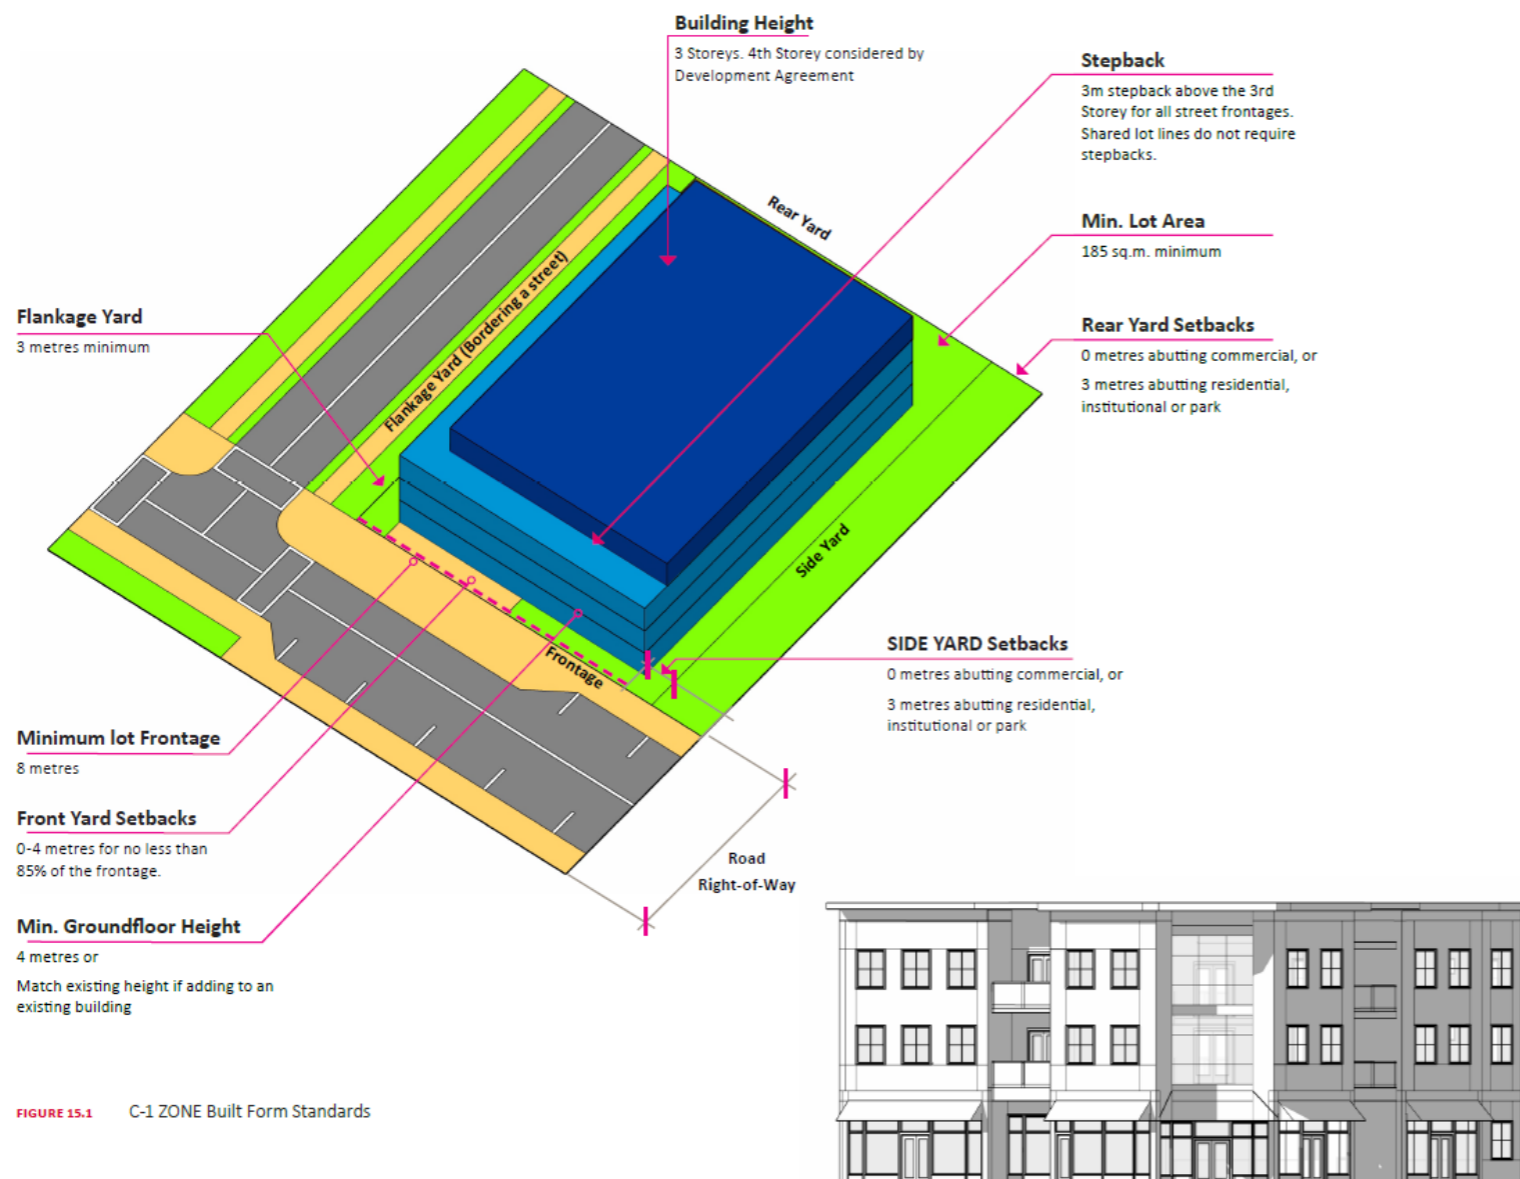 Building Height
3 Storeys. 4th Storey considered by
Development Agreement
Stepback
3m stepback above the 3rd
Storey for all street frontages.
Shared lot lines do not require
stepbacks.
Rear Yard
Min. Lot Area
185 sq.m. minimum
Flankage Yard
3 metres minimum
Flankage Yard (Bordering a street)
Rear Yard Setbacks
0 metres abutting commercial, or
3 metres abutting residential,
institutional or park
Side Yard
SIDE YARD Setbacks
0 metres abutting commercial, or
3 metres abutting residential,
institutional or park
Frontage
Minimum lot Frontage
8 metres
Front Yard Setbacks
0-4 metres for no less than
85% of the frontage.
Road
Right-of-Way
Min. Groundfloor Height
4 metres or
Match existing height if adding to an
existing building
FIGURE 15.1 C-1 ZONE Built Form Standards